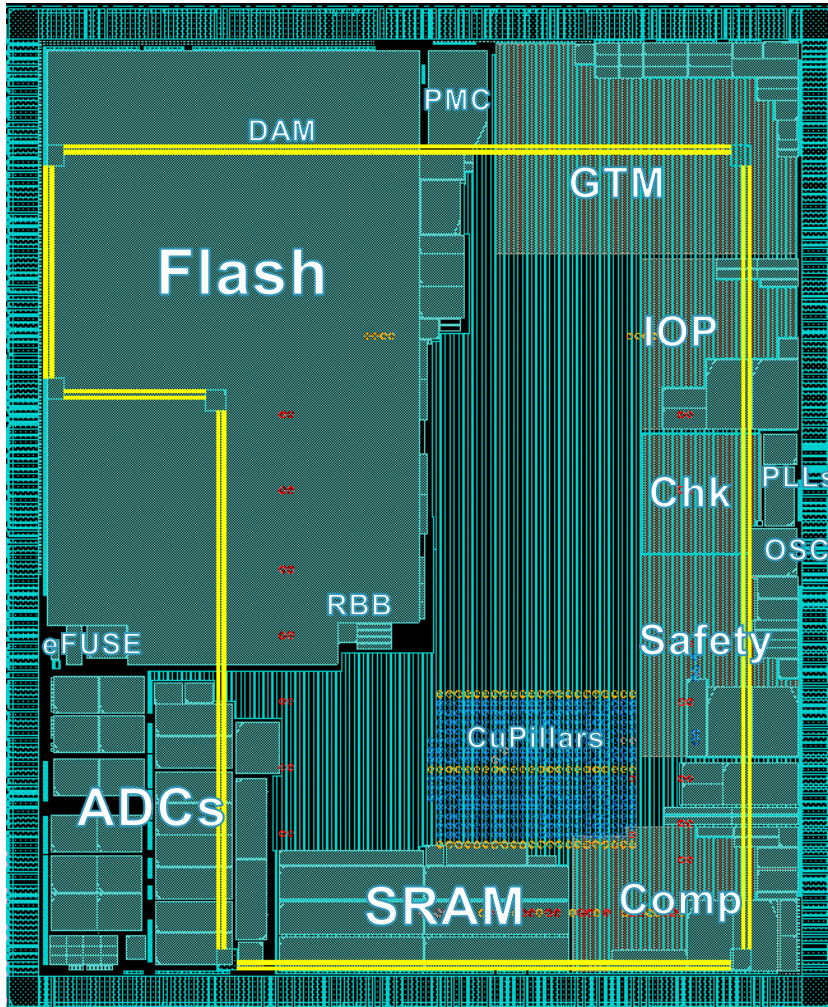 PMC
DAM
GTM
Flash
IOP
Chk
PLLs
OSC
RBB
eFUSE
Safety
CuPillars
ADCs
SRAM
Comp